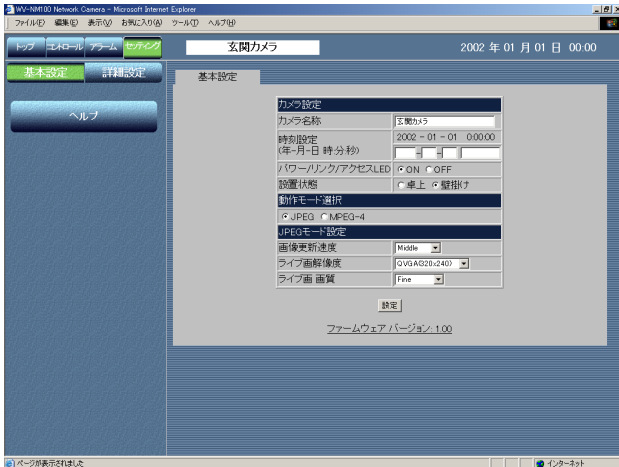 WV-NM100 Network Camera - Microsoft Internet Explorer
ファイル(F) 編集(E) 表示(V) お気に入り(A) ツール(T) ヘルプ(H)
トップ コントロール アラーム セッティング 玄関カメラ 2002 年 01 月 01 日 00:00
基本設定 詳細設定
ヘルプ
基本設定
カメラ設定
カメラ名称 玄関カメラ
時刻設定 2002 - 01 - 01 0:00:00
(年-月-日 時:分:秒) - -
パワー/リンク/アクセスLED ON OFF
設置状態 卓上 壁掛け
動作モード選択
JPEG MPEG-4
JPEGモード設定
画像更新速度 Middle
ライブ画解像度 QVGA(320x240)
ライブ画 画質 Fine
設定
ファームウェア バージョン: 1.00
ページが表示されました インターネット